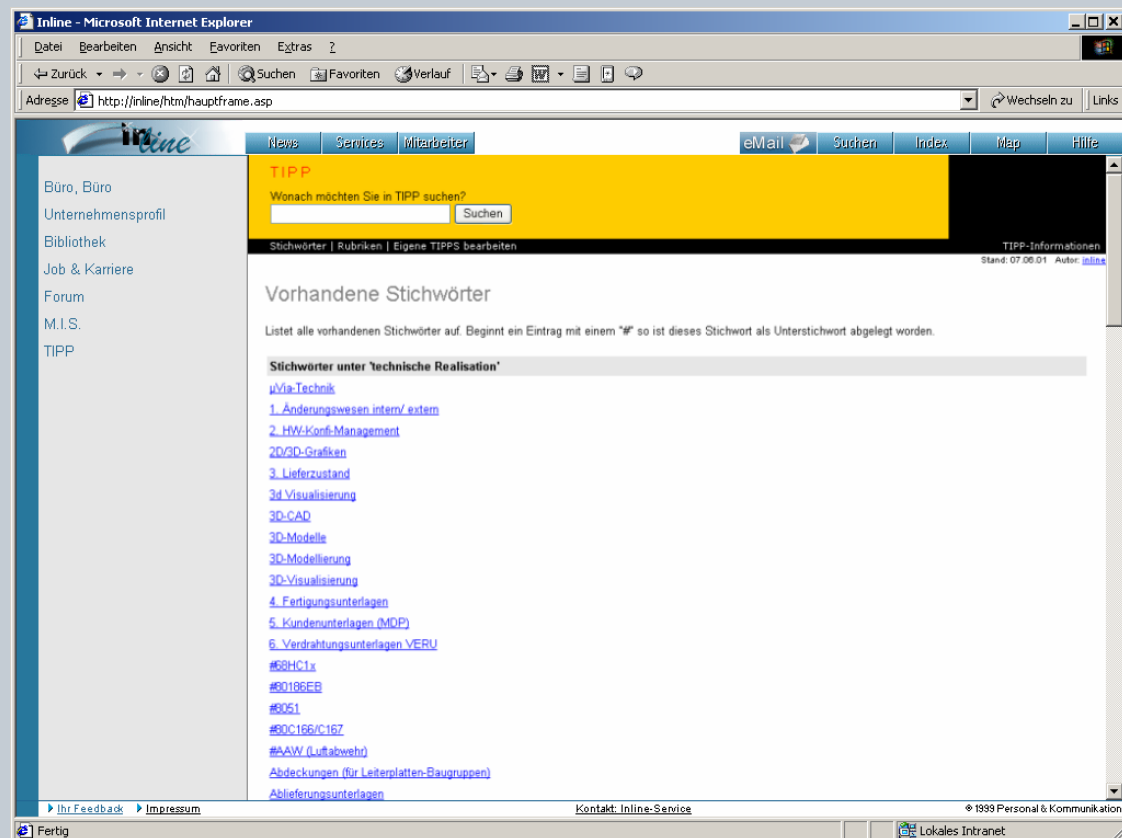 Inline - Microsoft Internet Explorer
Datei Bearbeiten Ansicht Favoriten Extras ?
Zurück Suchen Favoriten Verlauf
Adresse http://inline/htm/hauptframe.asp Wechseln zu Links
inline News Services Mitarbeiter eMail Suchen Index Map Hilfe
Büro, Büro
Unternehmensprofil
Bibliothek
Job & Karriere
Forum
M.I.S.
TIPP
TIPP
Wonach möchten Sie in TIPP suchen?
Suchen
Stichwörter | Rubriken | Eigene TIPPS bearbeiten TIPP-Informationen
Stand: 07.06.01 Autor: inline
Vorhandene Stichwörter
Listet alle vorhandenen Stichwörter auf. Beginnt ein Eintrag mit einem "#" so ist dieses Stichwort als Unterstichwort abgelegt worden.
Stichwörter unter 'technische Realisation'
µVia-Technik
1. Änderungswesen intern/ extern
2. HW-Konfi-Management
2D/3D-Grafiken
3. Lieferzustand
3d Visualisierung
3D-CAD
3D-Modelle
3D-Modellierung
3D-Visualisierung
4. Fertigungsunterlagen
5. Kundenunterlagen (MDP)
6. Verdrahtungsunterlagen VERU
#68HC1x
#80186EB
#8051
#80C166/C167
#AAW (Luftabwehr)
Abdeckungen (für Leiterplatten-Baugruppen)
Ablieferungsunterlagen
Ihr Feedback Impressum Kontakt: Inline-Service © 1999 Personal & Kommunikation
Fertig Lokales Intranet